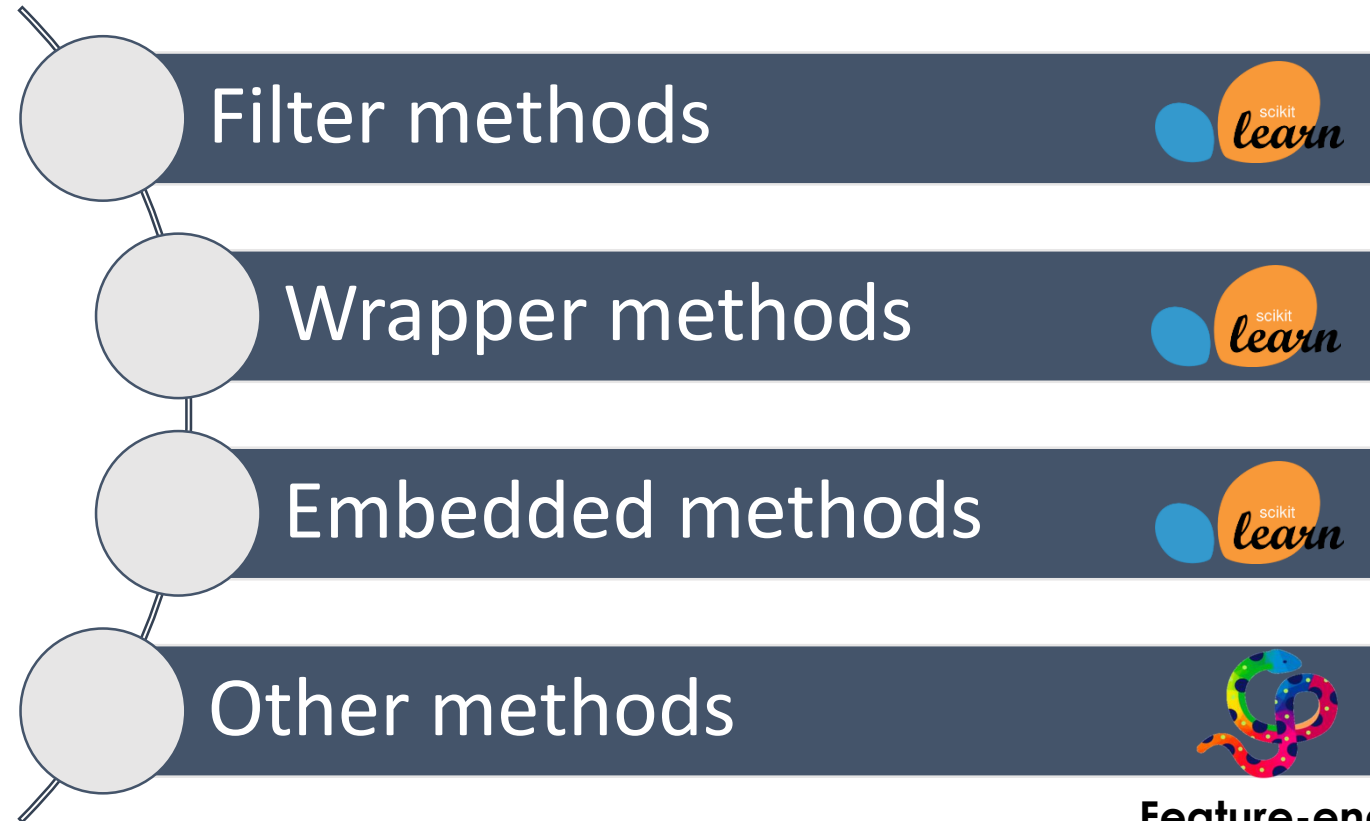 Filter methods
scikit
learn
Wrapper methods
scikit
learn
Embedded methods
scikit
learn
Other methods